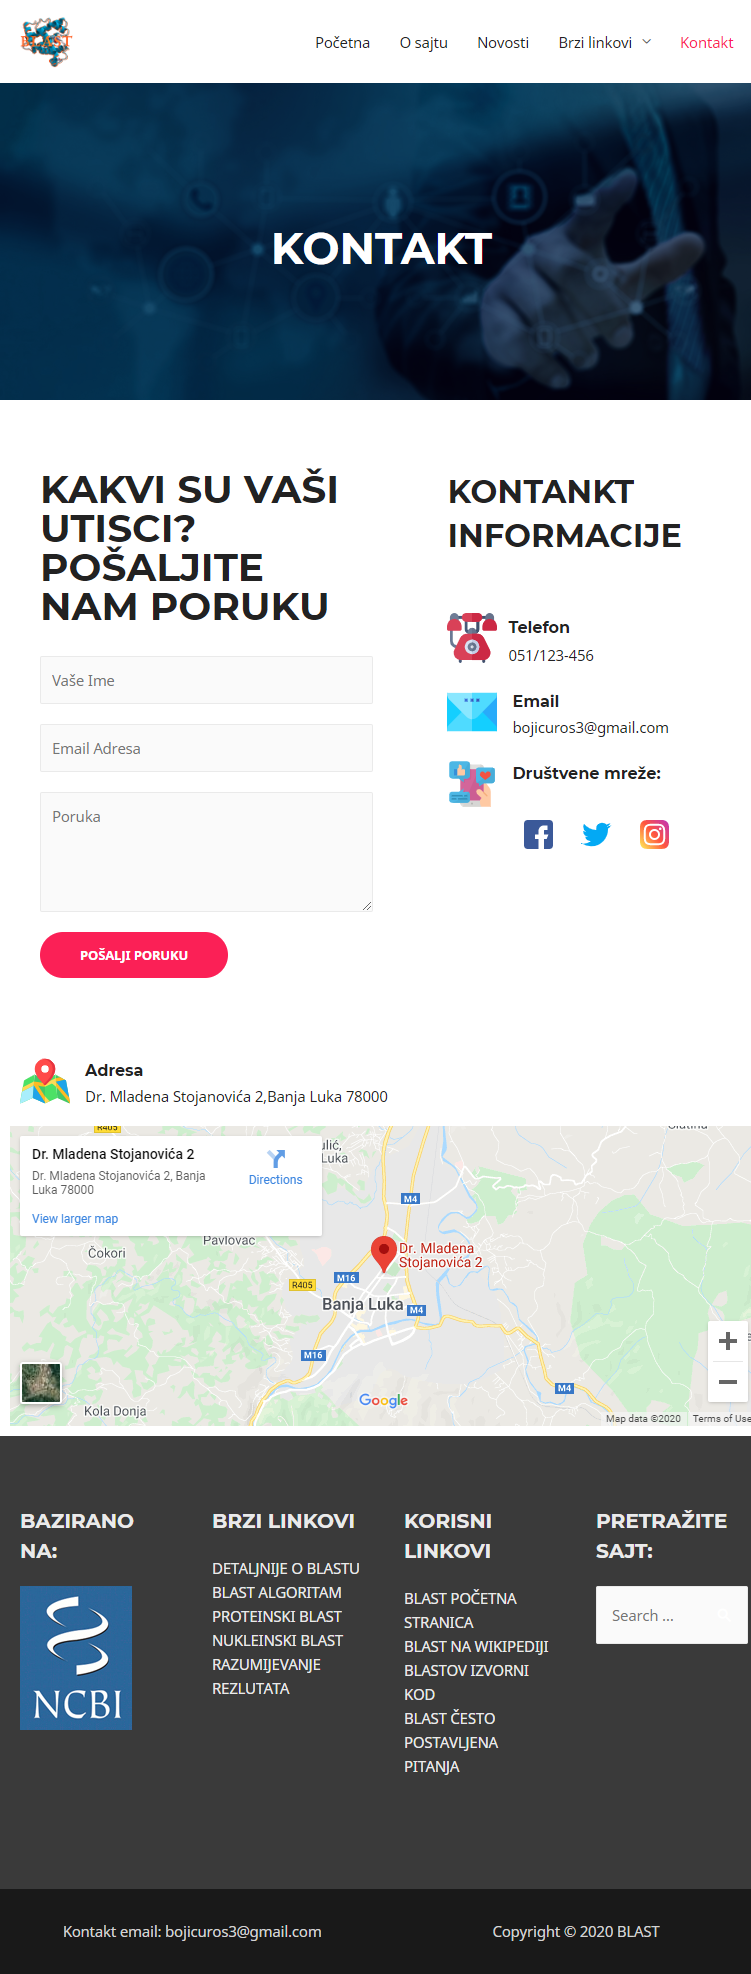 BLAST
Početna O sajtu Novosti Brzi linkovi Kontakt
KONTAKT
KAKVI SU VAŠI
UTISCI?
POŠALJITE
NAM PORUKU
Vaše Ime
Email Adresa
Poruka
POŠALJI PORUKU
KONTANKT
INFORMACIJE
Telefon
051/123-456
Email
bojicuros3@gmail.com
Društvene mreže:
Adresa
Dr. Mladena Stojanovića 2,Banja Luka 78000
R405
Dr. Mladena Stojanovića 2
Dr. Mladena Stojanovića 2, Banja
Luka 78000
View larger map
Directions
Luka
M4
Pavlovac
Čokori
Dr. Mladena
Stojanovića 2
M16
R405
Banja Luka
M4
M16
M4
Kola Donja
Google
Map data ©2020 Terms of Use
BAZIRANO
NA:
NCBI
BRZI LINKOVI
DETALJNIJE O BLASTU
BLAST ALGORITAM
PROTEINSKI BLAST
NUKLEINSKI BLAST
RAZUMIJEVANJE
REZLUTATA
KORISNI
LINKOVI
BLAST POČETNA
STRANICA
BLAST NA WIKIPEDIJI
BLASTOV IZVORNI
KOD
BLAST ČESTO
POSTAVLJENA
PITANJA
PRETRAŽITE
SAJT:
Search ...
Kontakt email: bojicuros3@gmail.com
Copyright © 2020 BLAST